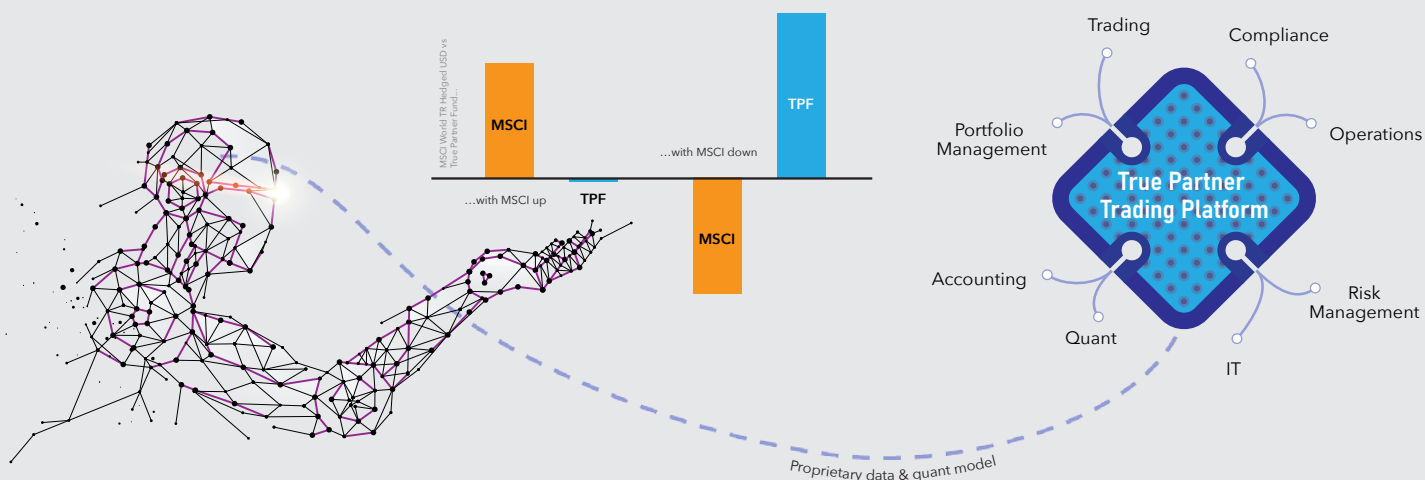 MSCI World TR Hedged USD vs
True Partner Fund...
MSCI
...with MSCI up
TPF
...with MSCI down
MSCI
TPF
Trading
Compliance
Portfolio
Management
Operations
True Partner
Trading Platform
Accounting
Risk
Management
Quant
IT
Proprietary data & quant model